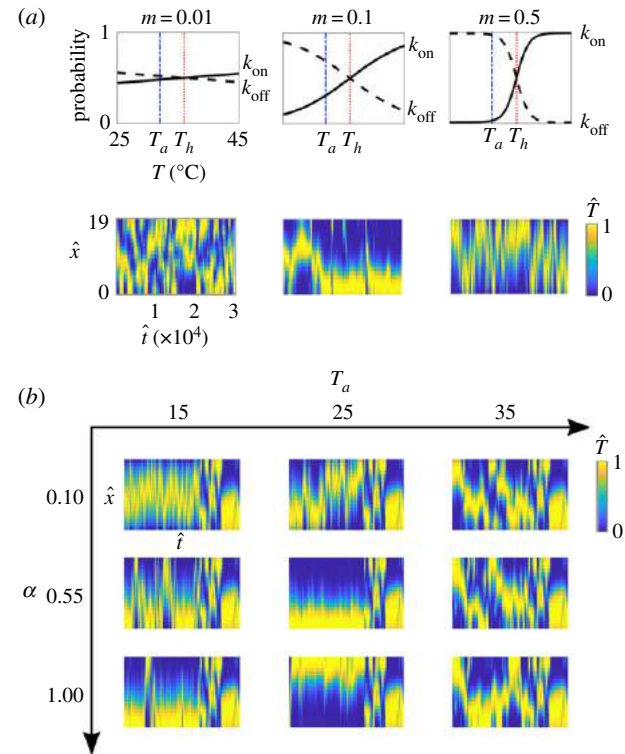 (a) m = 0.01 m = 0.1 m = 0.5
probability
1
0
k_on
k_off
k_on
k_off
k_on
k_off
25 T_a T_h 45
T_a T_h
T_a T_h
T (°C)
x̂
19
0
1 2 3
t̂ (×10⁴)
T̂
1
0
(b)
T_a
15 25 35
α
0.10
0.55
1.00
x̂
t̂
T̂
1
0